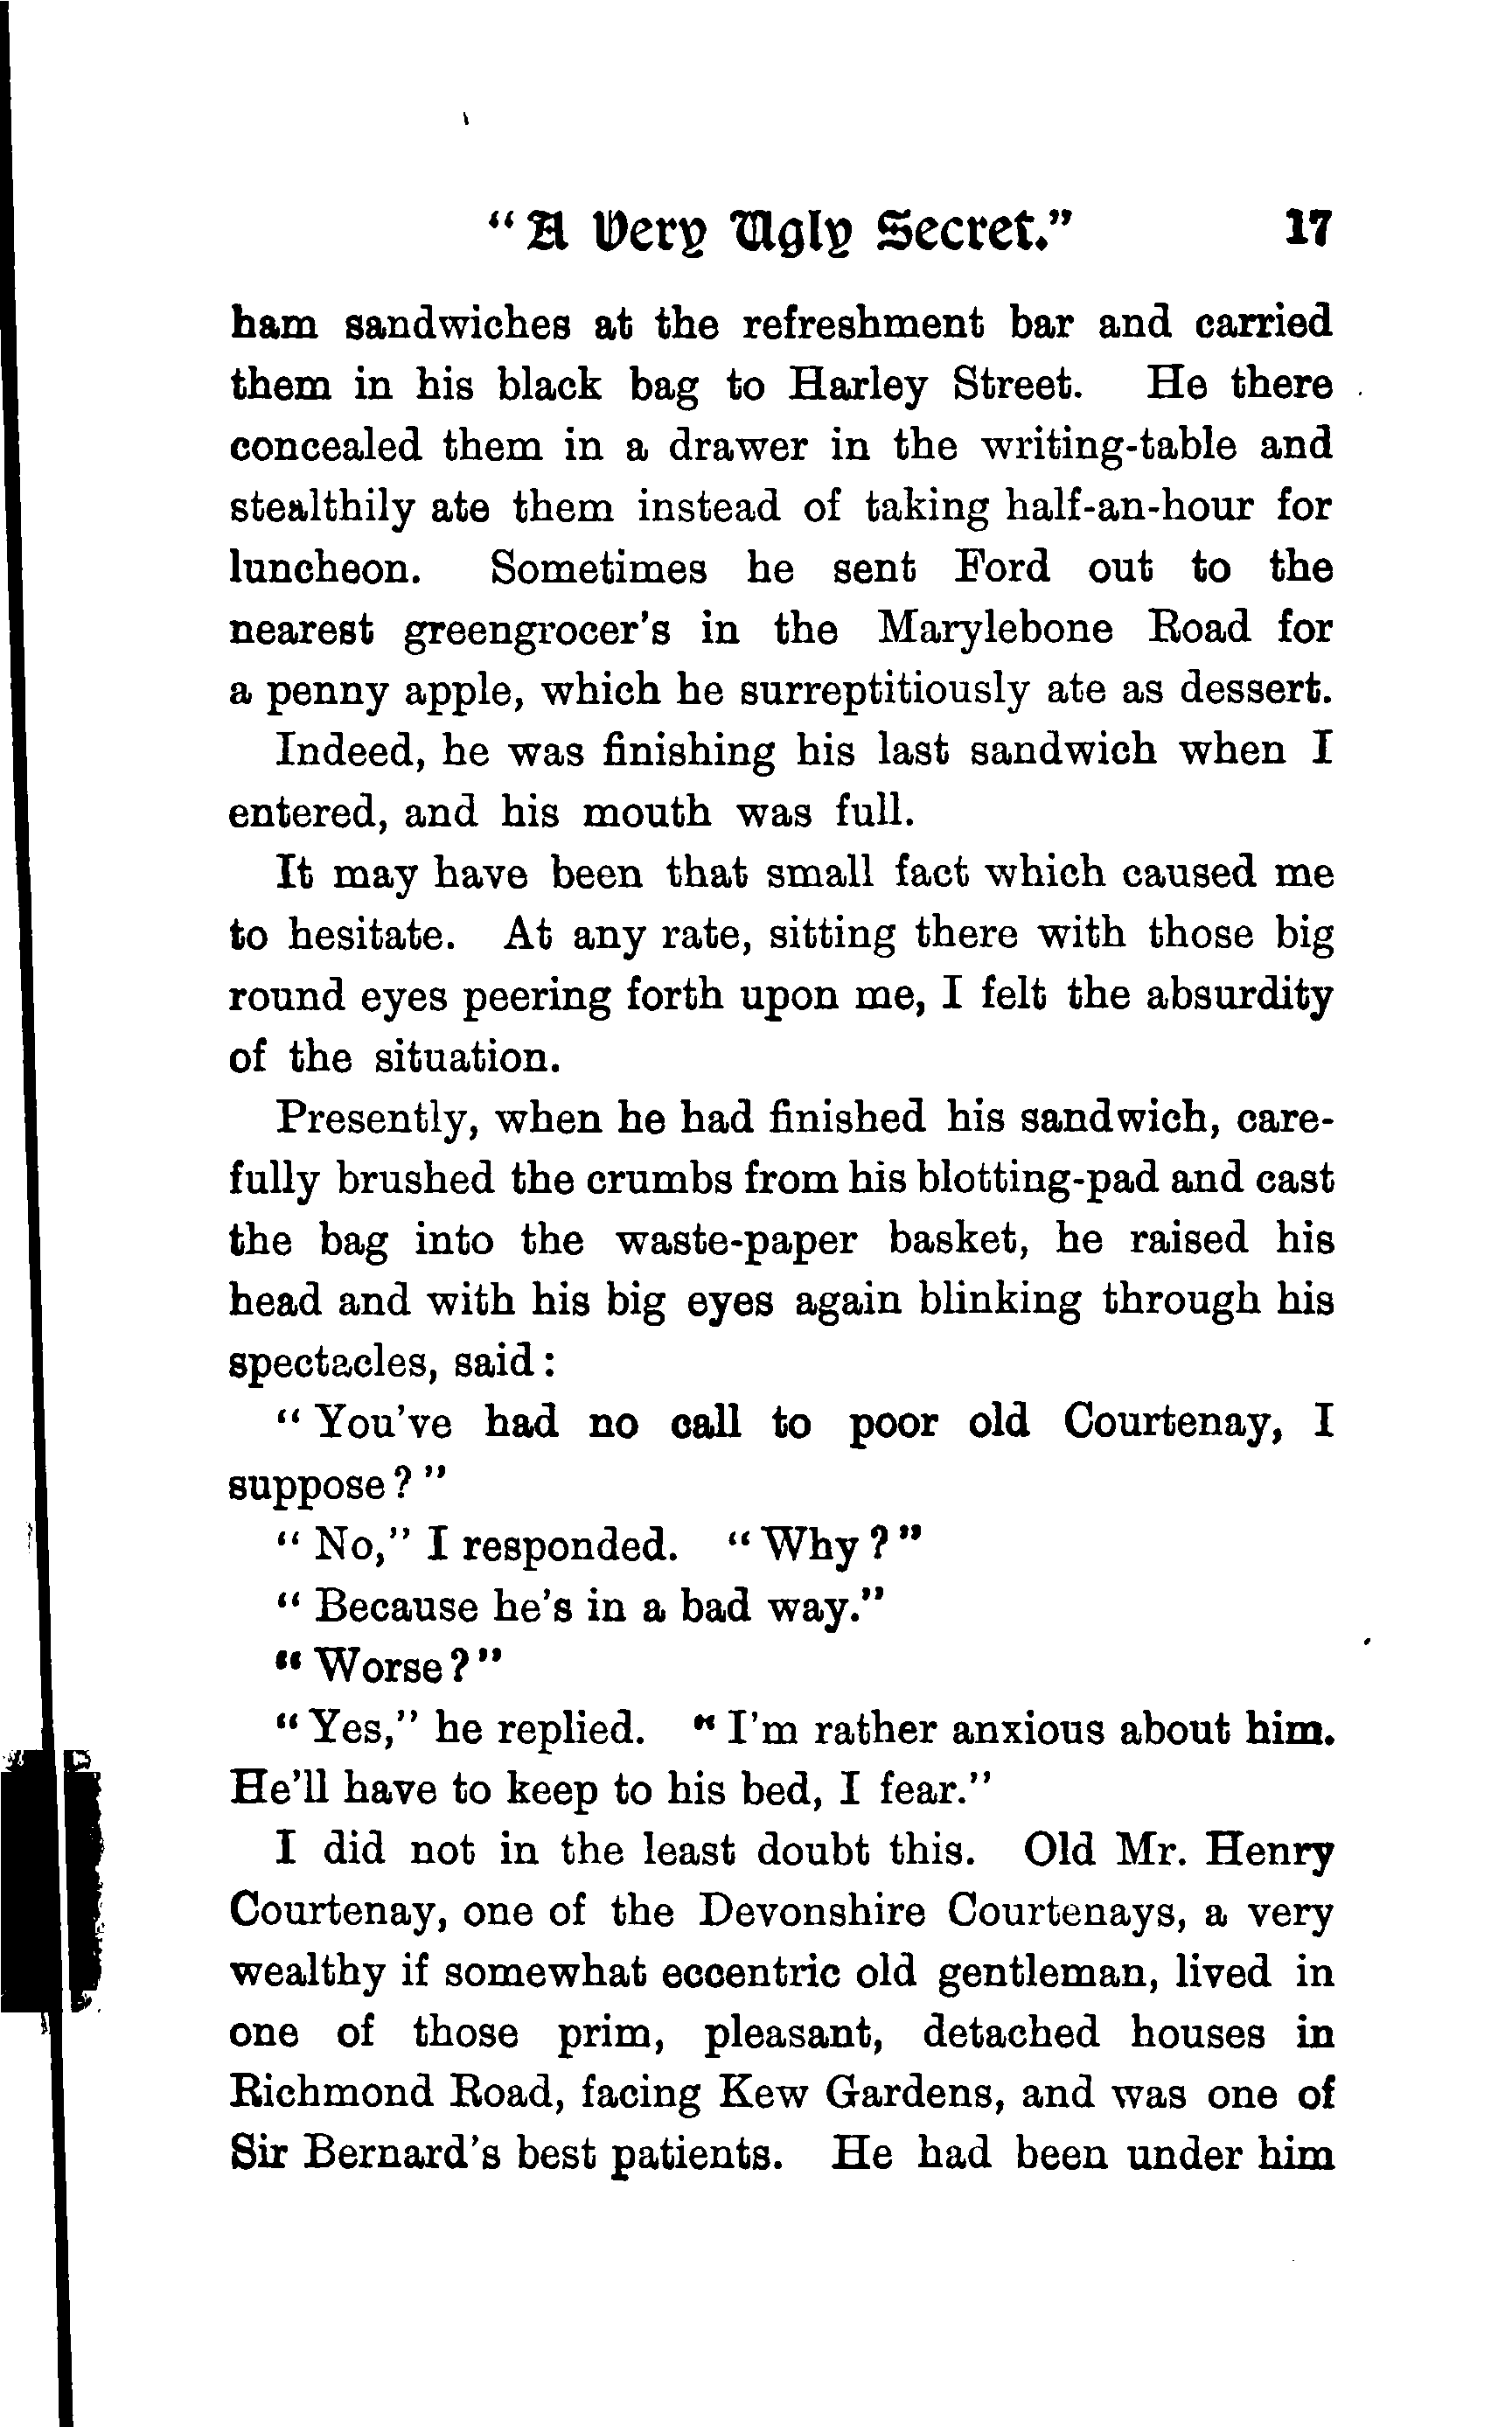 "A Very Ugly Secret." 17
ham sandwiches at the refreshment bar and carried
them in his black bag to Harley Street. He there
concealed them in a drawer in the writing-table and
stealthily ate them instead of taking half-an-hour for
luncheon. Sometimes he sent Ford out to the
nearest greengrocer's in the Marylebone Road for
a penny apple, which he surreptitiously ate as dessert.
Indeed, he was finishing his last sandwich when I
entered, and his mouth was full.
It may have been that small fact which caused me
to hesitate. At any rate, sitting there with those big
round eyes peering forth upon me, I felt the absurdity
of the situation.
Presently, when he had finished his sandwich, care-
fully brushed the crumbs from his blotting-pad and cast
the bag into the waste-paper basket, he raised his
head and with his big eyes again blinking through his
spectacles, said:
"You've had no call to poor old Courtenay, I
suppose?"
"No," I responded. "Why?"
"Because he's in a bad way."
"Worse?"
"Yes," he replied. "I'm rather anxious about him.
He'll have to keep to his bed, I fear."
I did not in the least doubt this. Old Mr. Henry
Courtenay, one of the Devonshire Courtenays, a very
wealthy if somewhat eccentric old gentleman, lived in
one of those prim, pleasant, detached houses in
Richmond Road, facing Kew Gardens, and was one of
Sir Bernard's best patients. He had been under him